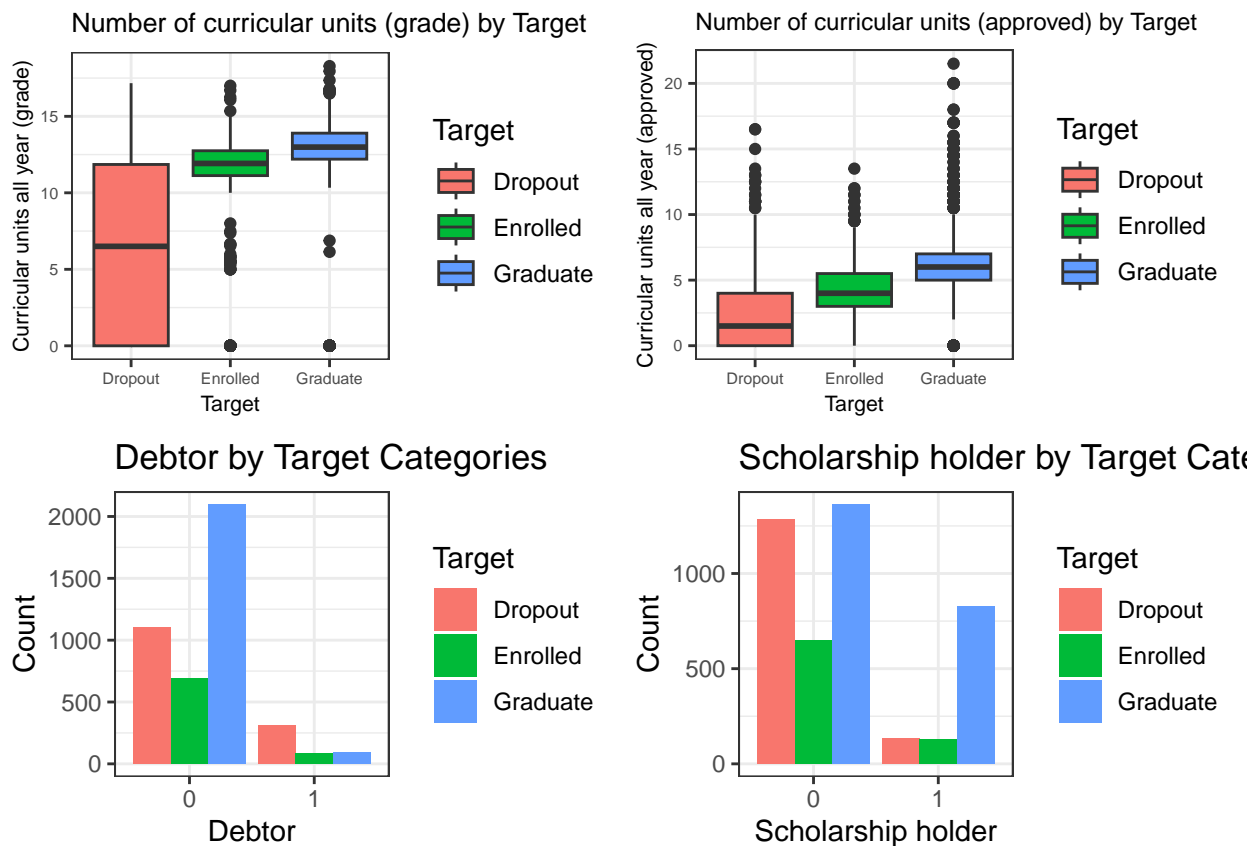 Number of curricular units (grade) by Target
Curricular units all year (grade)
15
10
5
0
Dropout
Enrolled
Graduate
Target
Target
Dropout
Enrolled
Graduate
Number of curricular units (approved) by Target
Curricular units all year (approved)
20
15
10
5
0
Dropout
Enrolled
Graduate
Target
Target
Dropout
Enrolled
Graduate
Debtor by Target Categories
Count
2000
1500
1000
500
0
0
1
Debtor
Target
Dropout
Enrolled
Graduate
Scholarship holder by Target Cate
Count
1000
500
0
0
1
Scholarship holder
Target
Dropout
Enrolled
Graduate